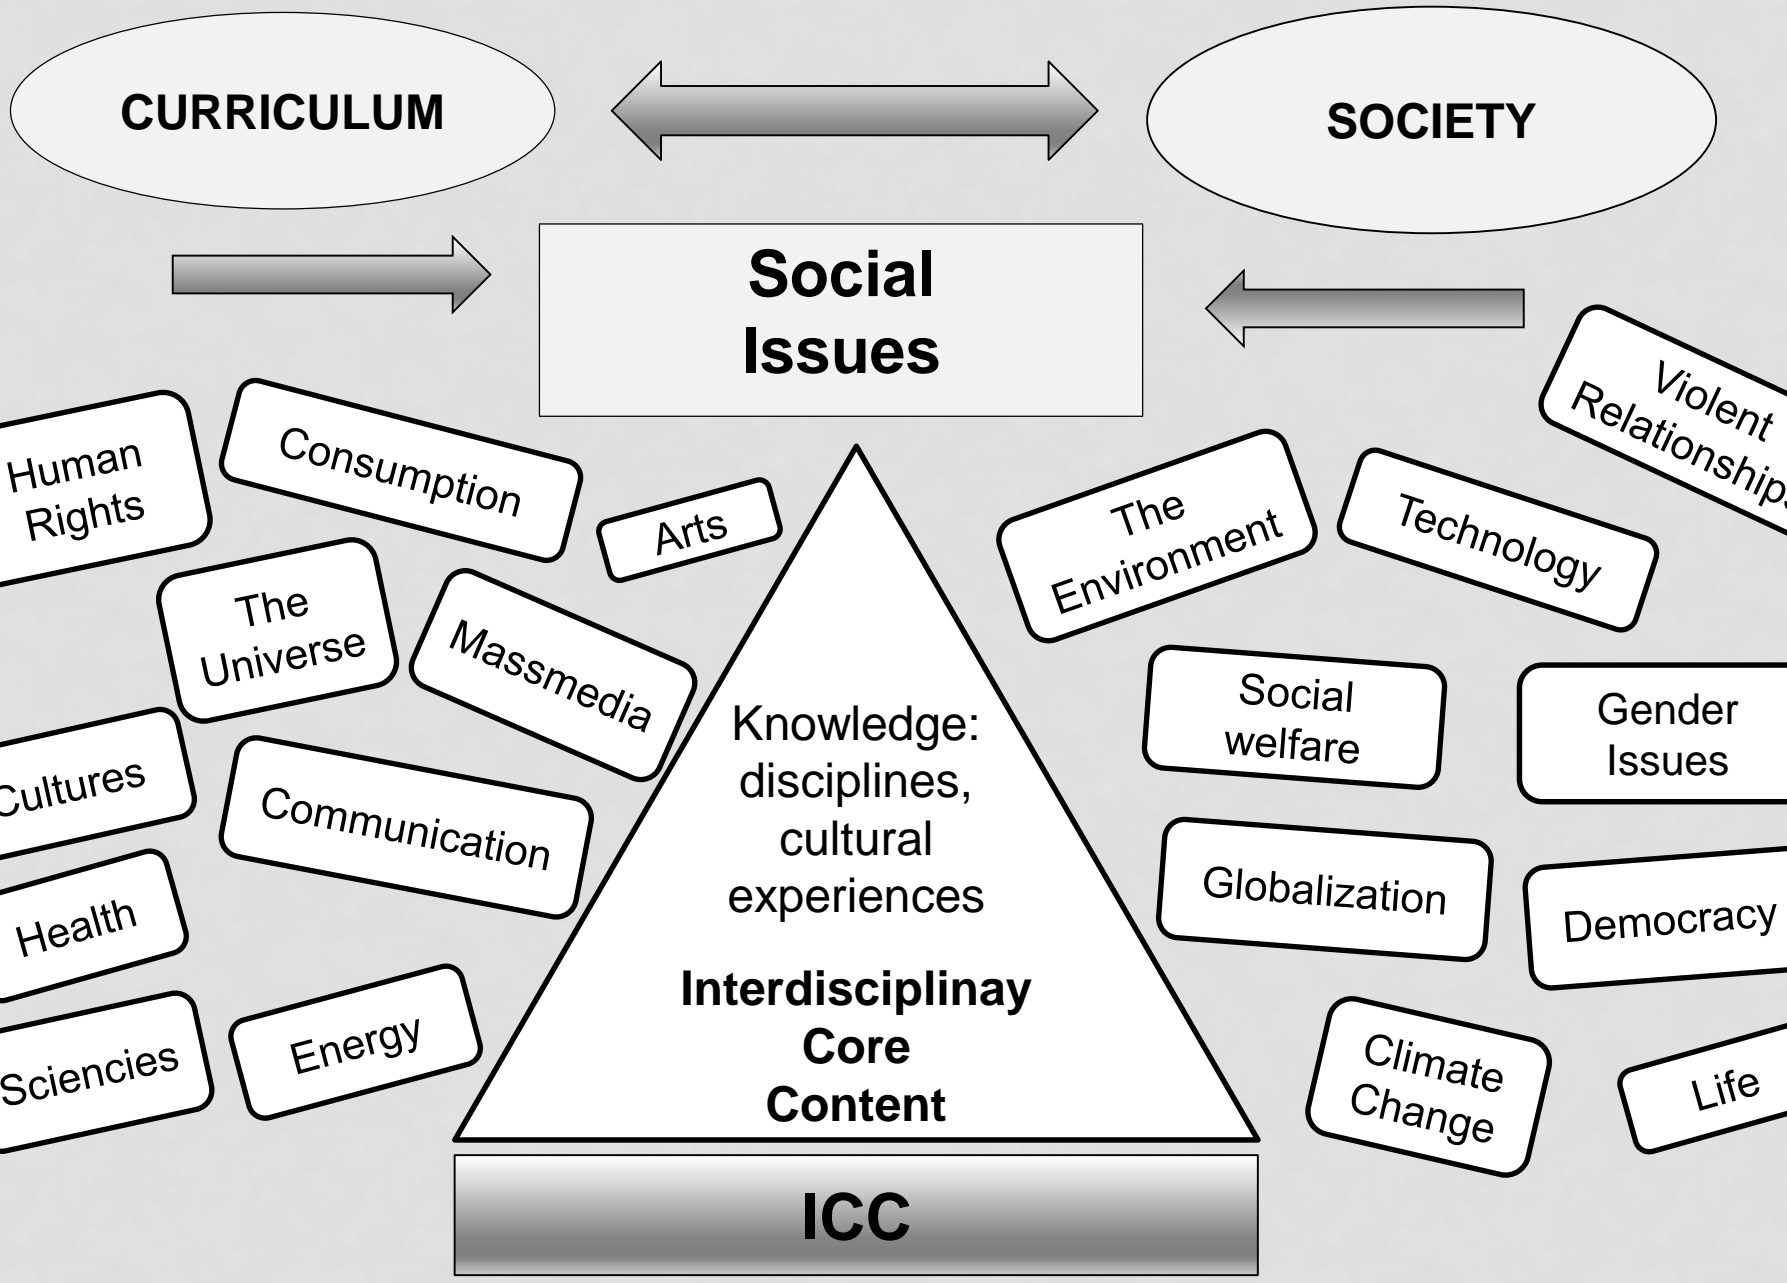 CURRICULUM
SOCIETY
Social
Issues
Human
Rights
Consumption
Arts
The
Universe
Massmedia
Cultures
Communication
Health
Sciencies
Energy
Knowledge:
disciplines,
cultural
experiences
Interdisciplinay
Core
Content
ICC
The
Environment
Technology
Violent
Relationships
Social
welfare
Gender
Issues
Globalization
Democracy
Climate
Change
Life